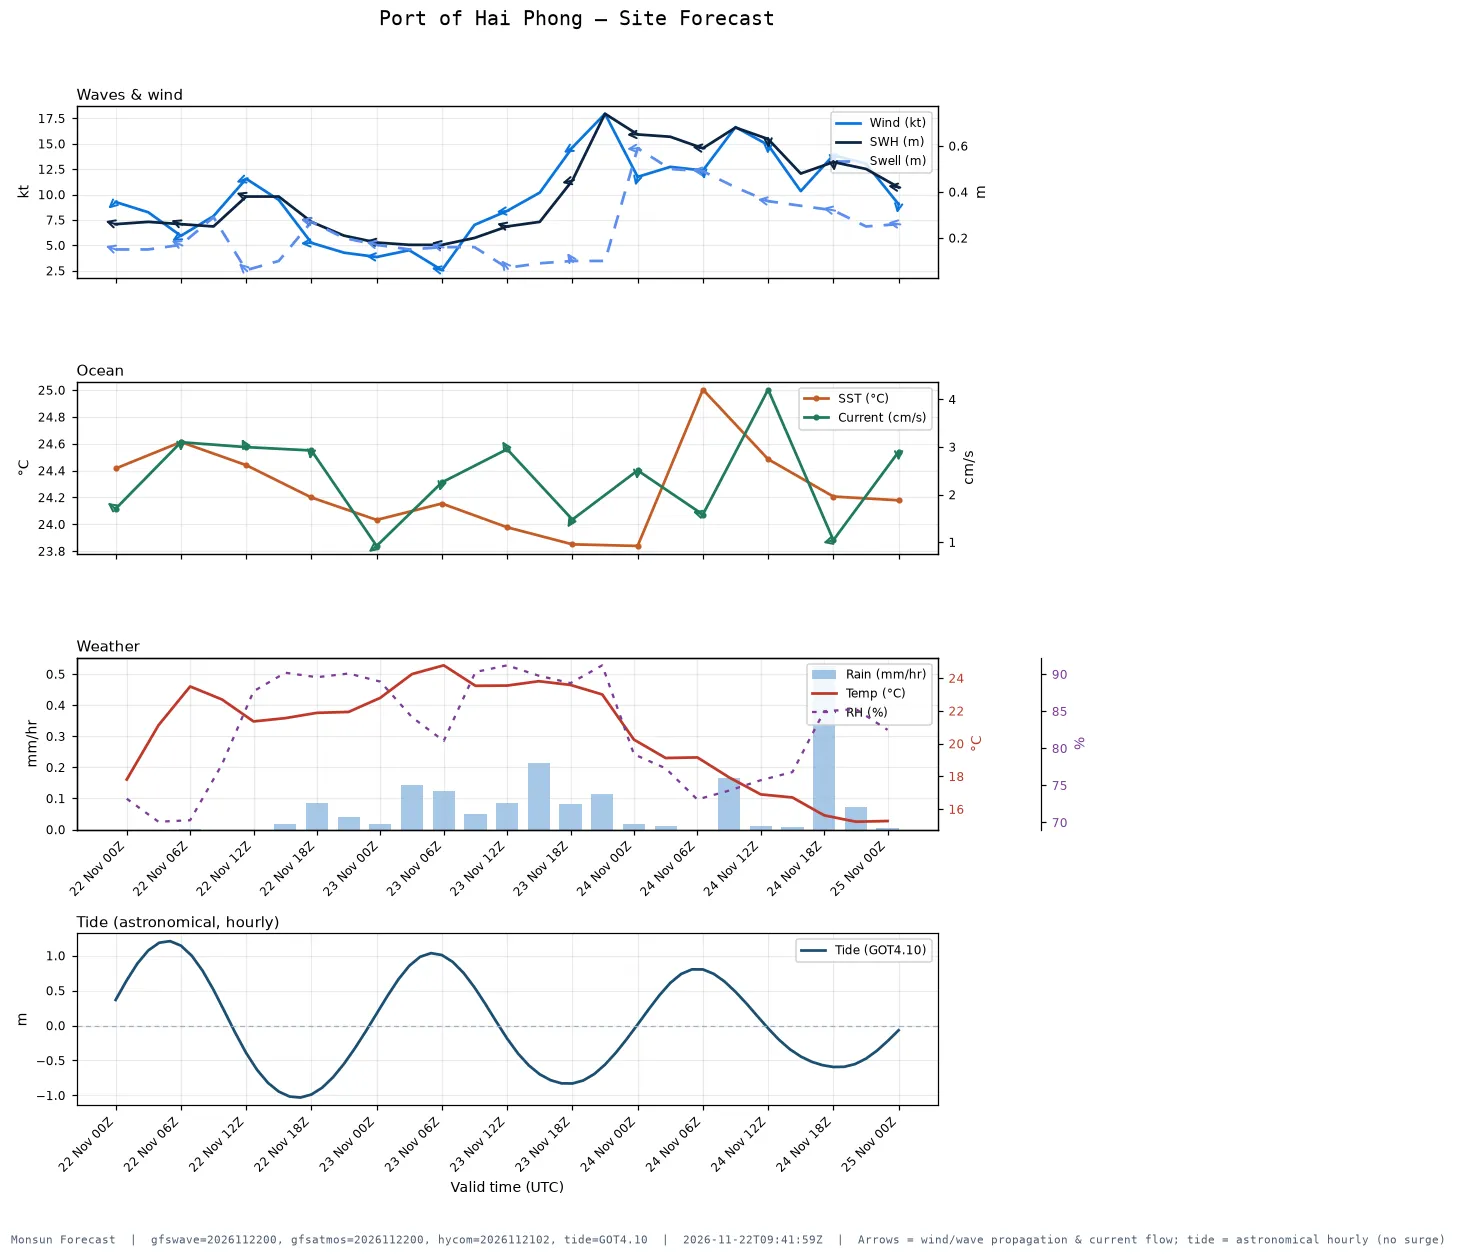 Port of Hai Phong — Site Forecast
Waves & wind
17.5
15.0
12.5
10.0
7.5
5.0
2.5
kt
Wind (kt)
SWH (m)
Swell (m)
0.6
0.4
0.2
m
Ocean
25.0
24.8
24.6
24.4
24.2
24.0
23.8
°C
SST (°C)
Current (cm/s)
4
3
2
1
cm/s
Weather
0.5
0.4
0.3
0.2
0.1
0.0
mm/hr
Rain (mm/hr)
Temp (°C)
RH (%)
24
22
20
18
16
°C
90
85
80
75
70
%
22 Nov 00Z
22 Nov 06Z
22 Nov 12Z
22 Nov 18Z
23 Nov 00Z
23 Nov 06Z
23 Nov 12Z
23 Nov 18Z
24 Nov 00Z
24 Nov 06Z
24 Nov 12Z
24 Nov 18Z
25 Nov 00Z
Tide (astronomical, hourly)
1.0
0.5
0.0
−0.5
−1.0
m
Tide (GOT4.10)
22 Nov 00Z
22 Nov 06Z
22 Nov 12Z
22 Nov 18Z
23 Nov 00Z
23 Nov 06Z
23 Nov 12Z
23 Nov 18Z
24 Nov 00Z
24 Nov 06Z
24 Nov 12Z
24 Nov 18Z
25 Nov 00Z
Valid time (UTC)
Monsun Forecast | gfswave=2026112200, gfsatmos=2026112200, hycom=2026112102, tide=GOT4.10 | 2026-11-22T09:41:59Z | Arrows = wind/wave propagation & current flow; tide = astronomical hourly (no surge)